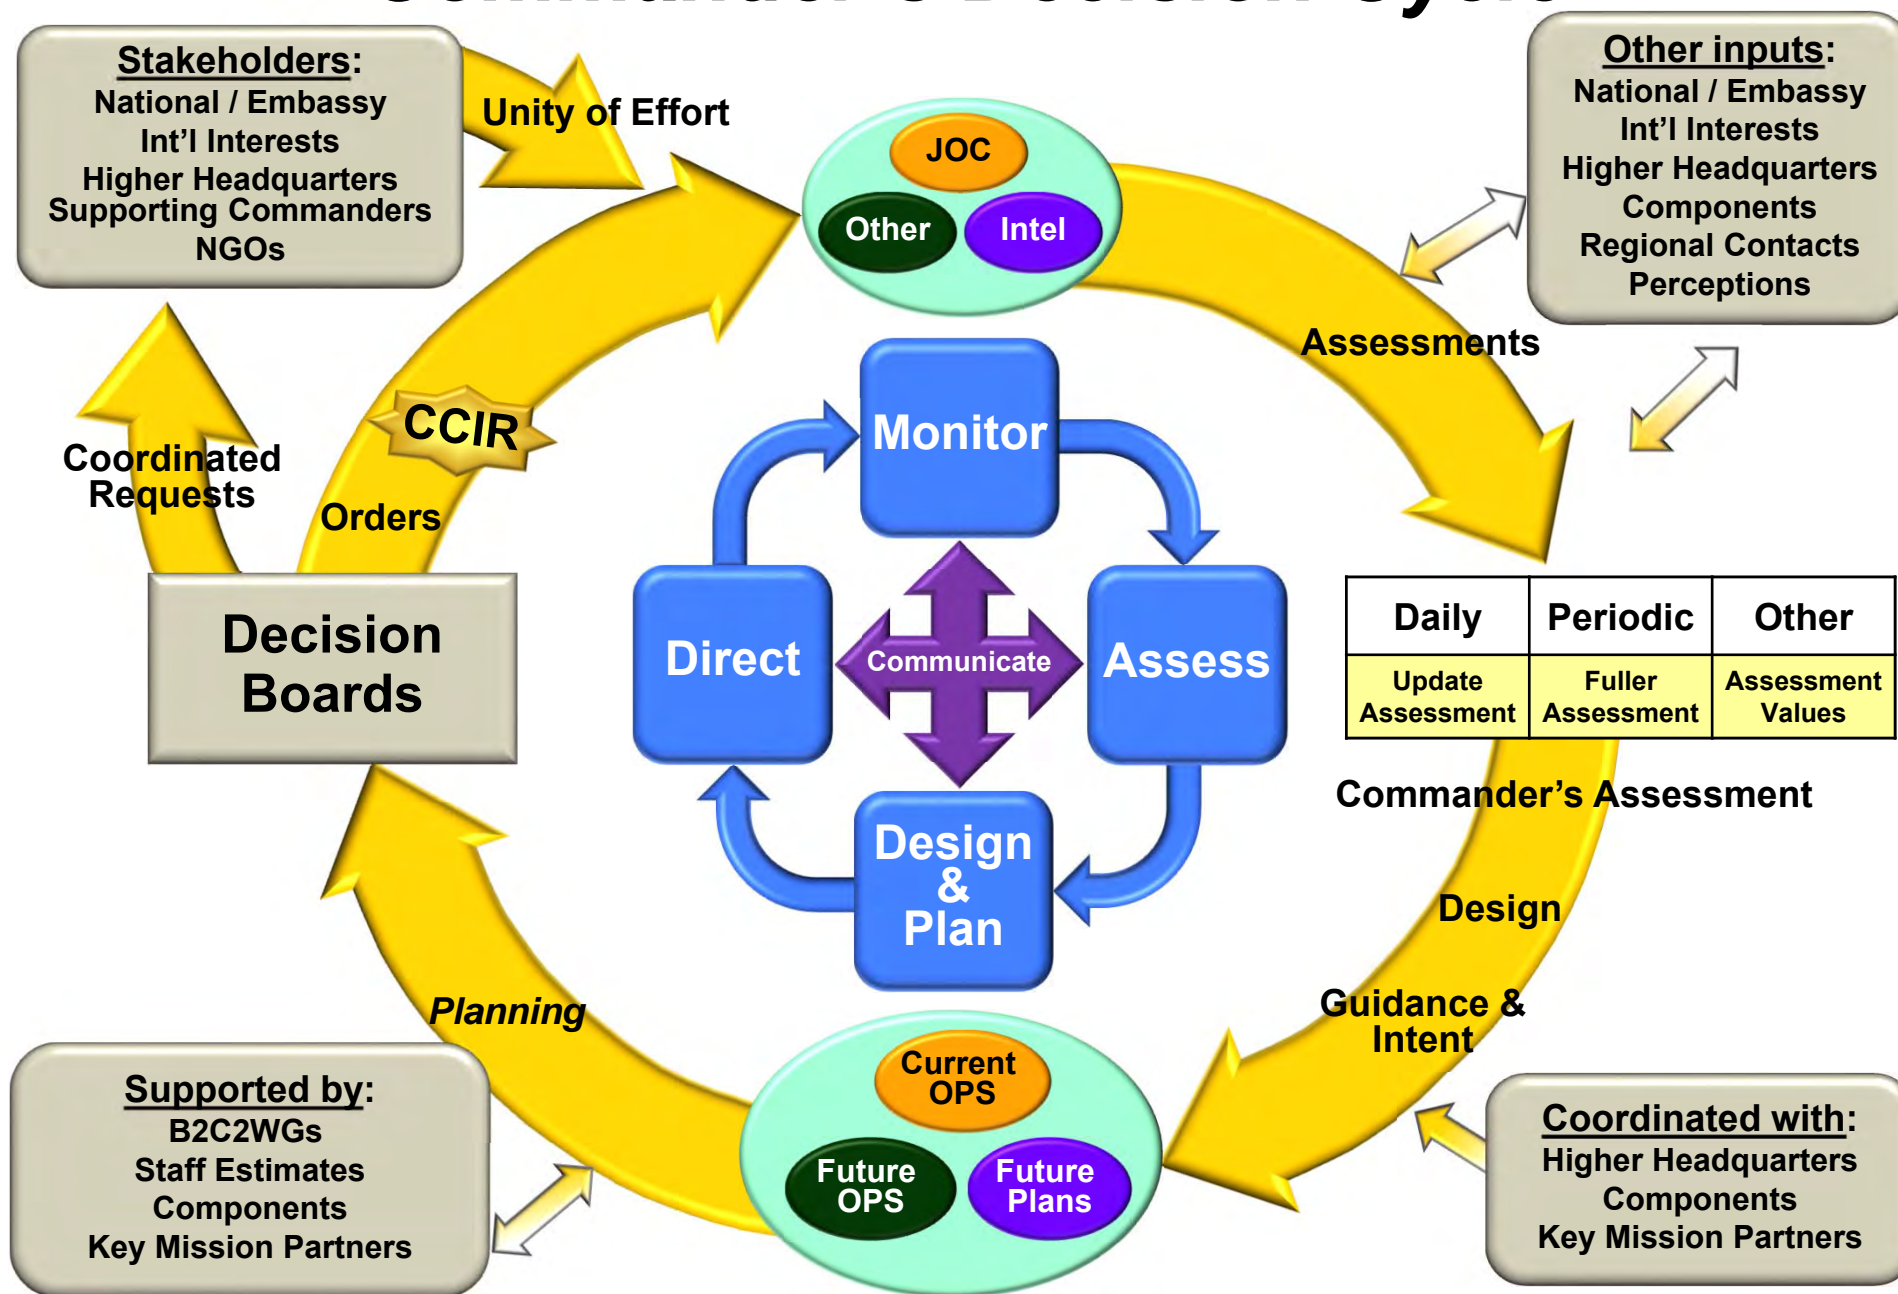 Commander's Decision Cycle
Stakeholders:
National / Embassy
Int'l Interests
Higher Headquarters
Supporting Commanders
NGOs
Unity of Effort
JOC
Other
Intel
Other inputs:
National / Embassy
Int'l Interests
Higher Headquarters
Components
Regional Contacts
Perceptions
Assessments
CCIR
Coordinated
Requests
Orders
Monitor
Decision
Boards
Direct
Communicate
Assess
Daily Periodic Other
Update
Assessment
Fuller
Assessment
Assessment
Values
Commander's Assessment
Design
&
Plan
Design
Guidance &
Intent
Planning
Current
OPS
Future
OPS
Future
Plans
Supported by:
B2C2WGs
Staff Estimates
Components
Key Mission Partners
Coordinated with:
Higher Headquarters
Components
Key Mission Partners